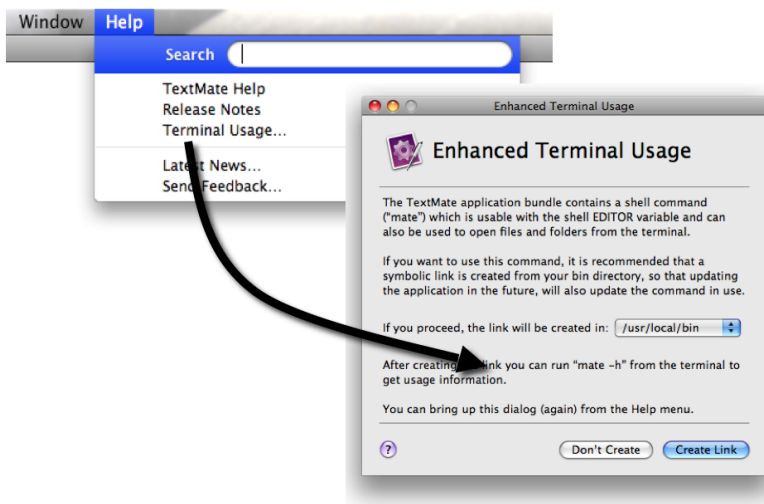 Window Help
Search
TextMate Help
Release Notes
Terminal Usage...
Latest News...
Send Feedback...
Enhanced Terminal Usage
Enhanced Terminal Usage
The TextMate application bundle contains a shell command
("mate") which is usable with the shell EDITOR variable and can
also be used to open files and folders from the terminal.
If you want to use this command, it is recommended that a
symbolic link is created from your bin directory, so that updating
the application in the future, will also update the command in use.
If you proceed, the link will be created in: /usr/local/bin
After creating link you can run "mate -h" from the terminal to
get usage information.
You can bring up this dialog (again) from the Help menu.
? Don't Create Create Link